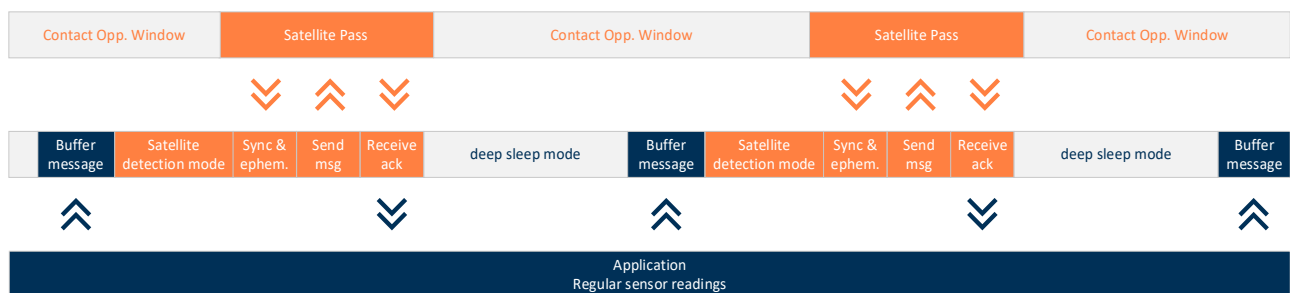 Contact Opp. Window
Satellite Pass
Contact Opp. Window
Satellite Pass
Contact Opp. Window
Buffer
message
Satellite
detection mode
Sync &
ephem.
Send
msg
Receive
ack
deep sleep mode
Buffer
message
Satellite
detection mode
Sync &
ephem.
Send
msg
Receive
ack
deep sleep mode
Buffer
message
Application
Regular sensor readings